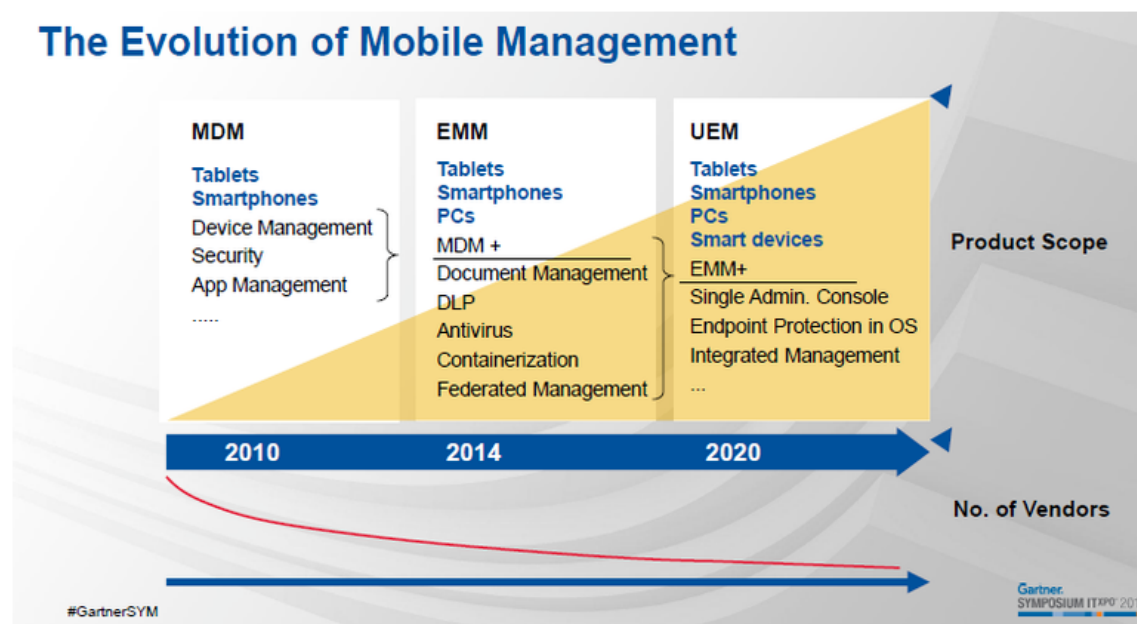 The Evolution of Mobile Management
MDM
Tablets
Smartphones
Device Management
Security
App Management
.....
EMM
Tablets
Smartphones
PCs
MDM +
Document Management
DLP
Antivirus
Containerization
Federated Management
UEM
Tablets
Smartphones
PCs
Smart devices
EMM+
Single Admin. Console
Endpoint Protection in OS
Integrated Management
...
Product Scope
2010
2014
2020
No. of Vendors
#GartnerSYM
Gartner
SYMPOSIUM ITXPO